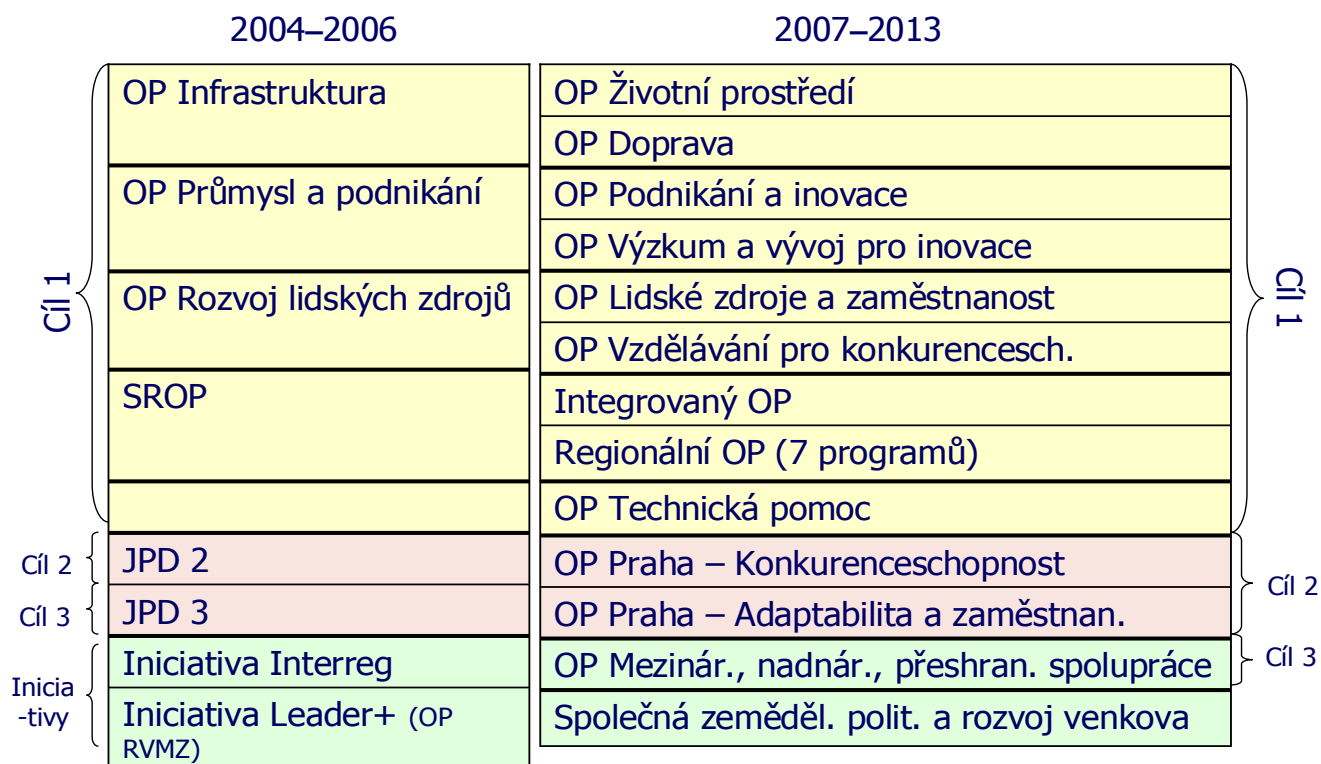 2004–2006
2007–2013
OP Infrastruktura
OP Životní prostředí
OP Doprava
OP Průmysl a podnikání
OP Podnikání a inovace
OP Výzkum a vývoj pro inovace
Cíl 1
OP Rozvoj lidských zdrojů
OP Lidské zdroje a zaměstnanost
Cíl 1
OP Vzdělávání pro konkurencesch.
SROP
Integrovaný OP
Regionální OP (7 programů)
OP Technická pomoc
Cíl 2
JPD 2
OP Praha – Konkurenceschopnost
Cíl 2
Cíl 3
JPD 3
OP Praha – Adaptabilita a zaměstnan.
Iniciativa Interreg
OP Mezinár., nadnár., přeshran. spolupráce
Cíl 3
Inicia
-tivy
Iniciativa Leader+ (OP
RVMZ)
Společná zeměděl. polit. a rozvoj venkova